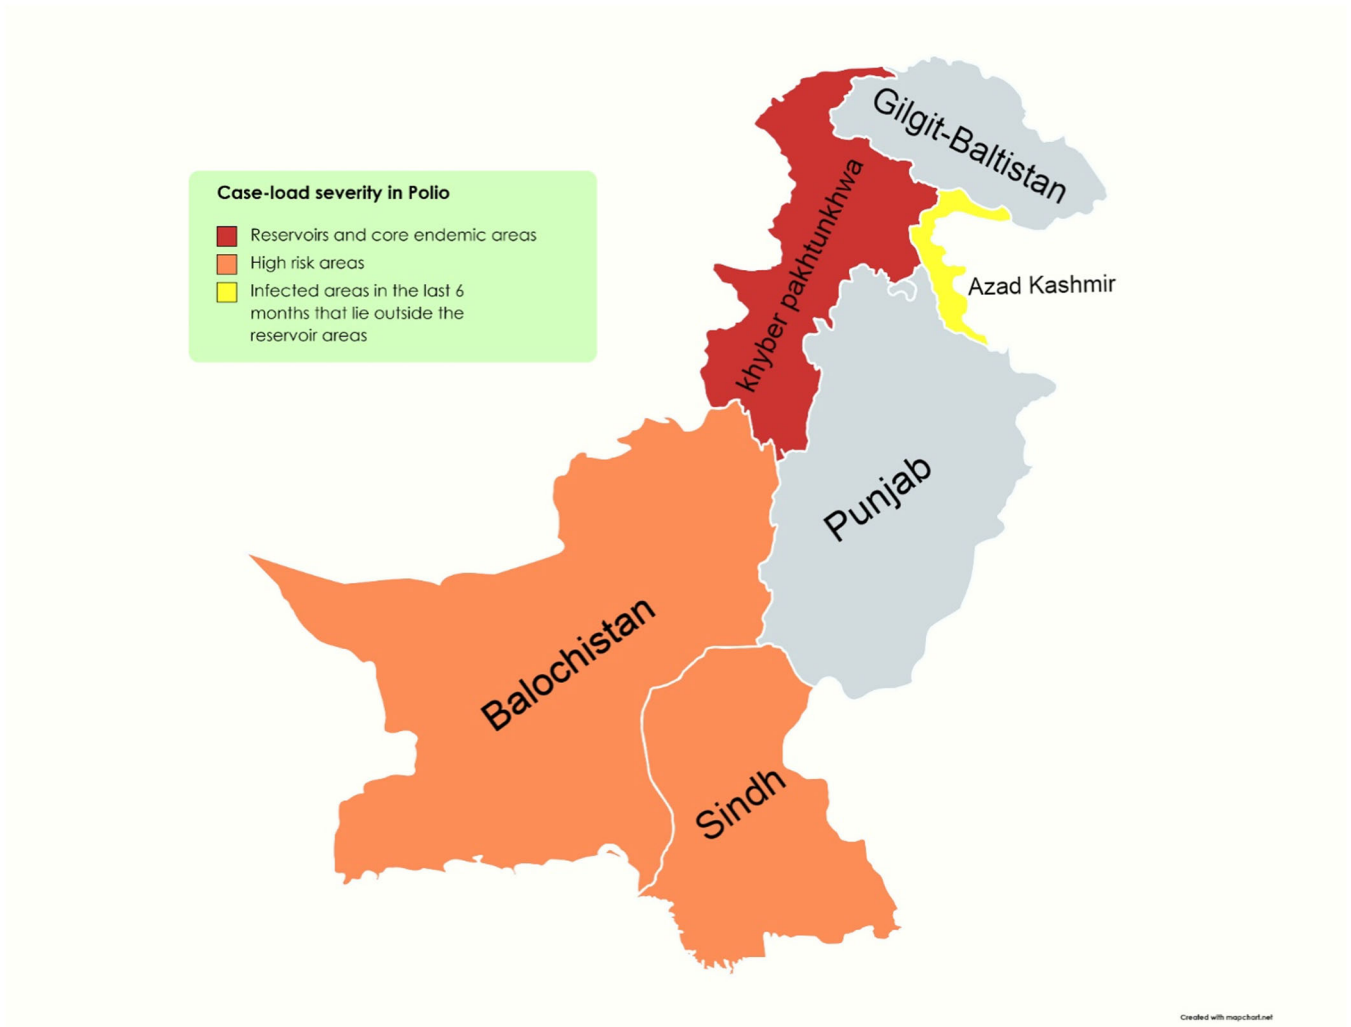 Gilgit-Baltistan
Case-load severity in Polio
Reservoirs and core endemic areas
High risk areas
Infected areas in the last 6
months that lie outside the
reservoir areas
khyber pakhtunkhwa
Azad Kashmir
Punjab
Balochistan
Sindh
Created with mapchart.net